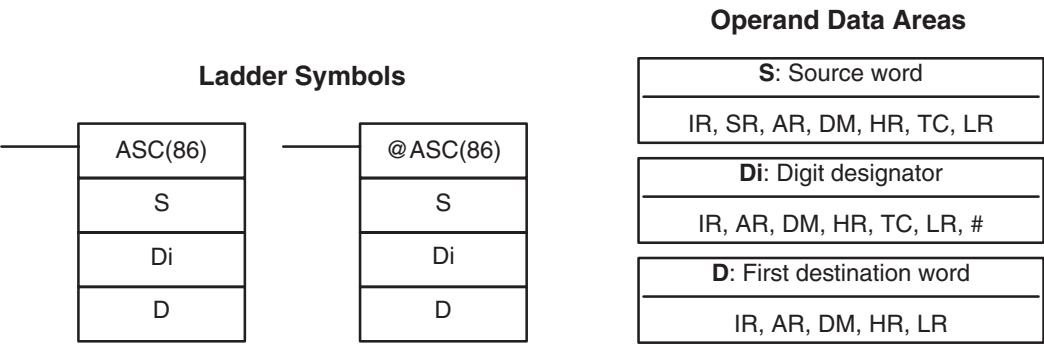 Ladder Symbols
ASC(86)
S
Di
D
@ASC(86)
S
Di
D
Operand Data Areas
S: Source word
IR, SR, AR, DM, HR, TC, LR
Di: Digit designator
IR, AR, DM, HR, TC, LR, #
D: First destination word
IR, AR, DM, HR, LR